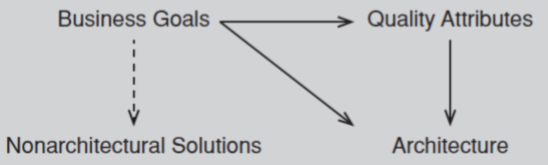 Business Goals
Quality Attributes
Nonarchitectural Solutions
Architecture